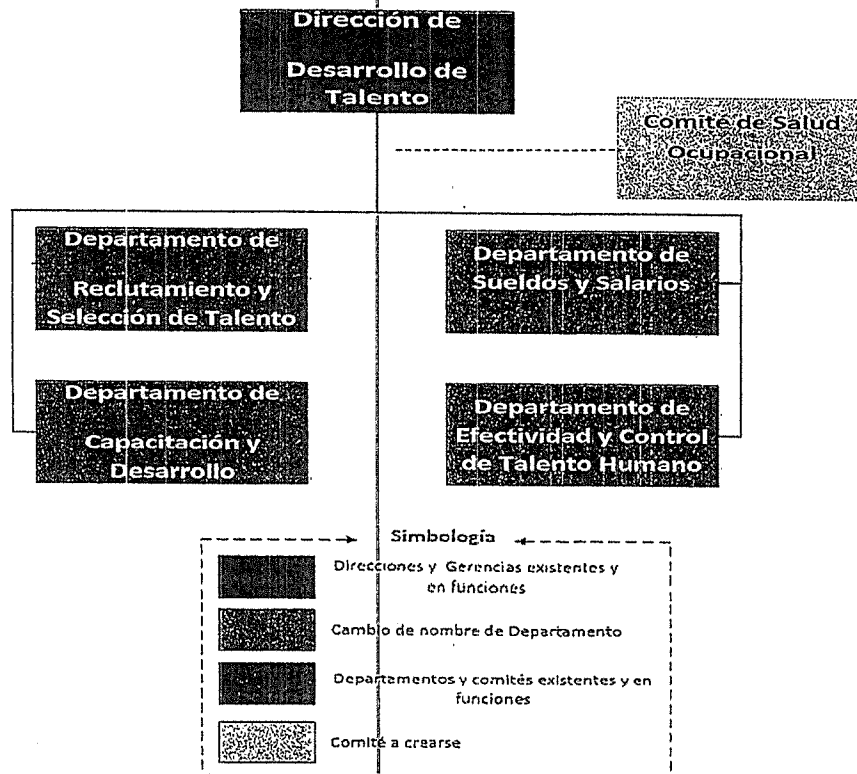 Dirección de
Desarrollo de
Talento
Comité de Salud
Ocupacional
Departamento de
Reclutamiento y
Selección de Talento
Departamento de
Sueldos y Salarios
Departamento de
Capacitación y
Desarrollo
Departamento de
Efectividad y Control
de Talento Humano
Simbología
Direcciones y Gerencias existentes y
en funciones
Cambio de nombre de Departamento
Departamentos y comités existentes y en
funciones
Comité a crearse